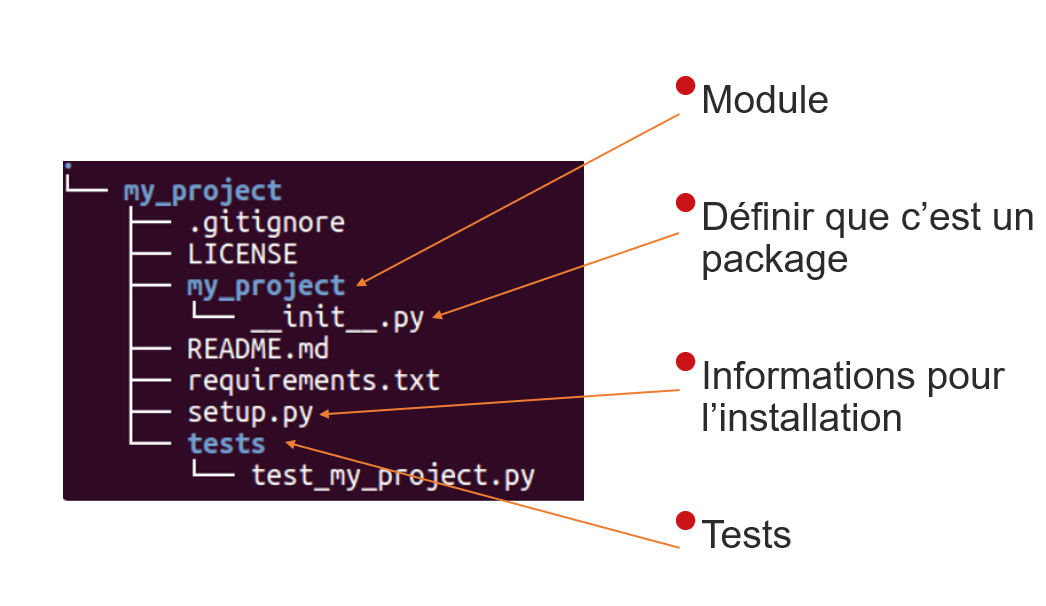 my_project
.gitignore
LICENSE
my_project
__init__.py
README.md
requirements.txt
setup.py
tests
test_my_project.py
Module
Définir que c’est un
package
Informations pour
l’installation
Tests